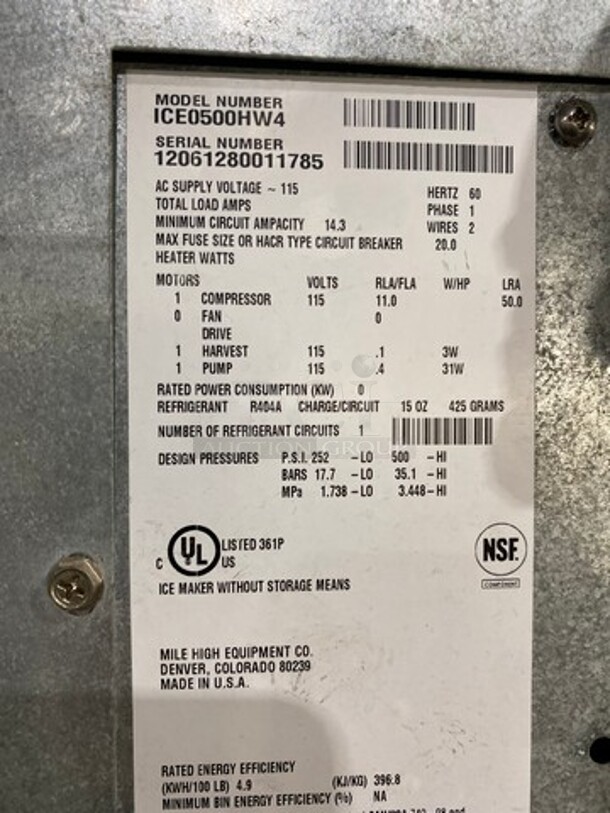 MODEL NUMBER
ICE0500HW4
SERIAL NUMBER
12061280011785
AC SUPPLY VOLTAGE ~ 115 HERTZ 60
TOTAL LOAD AMPS PHASE 1
MINIMUM CIRCUIT AMPACITY 14.3 WIRES 2
MAX FUSE SIZE OR HACR TYPE CIRCUIT BREAKER 20.0
HEATER WATTS
MOTORS VOLTS RLA/FLA W/HP LRA
1 COMPRESSOR 115 11.0 50.0
0 FAN 0
DRIVE
1 HARVEST 115 .1 3W
1 PUMP 115 .4 31W
RATED POWER CONSUMPTION (KW) 0
REFRIGERANT R404A CHARGE/CIRCUIT 15 OZ 425 GRAMS
NUMBER OF REFRIGERANT CIRCUITS 1
AUCTION GROUP
DESIGN PRESSURES P.S.I. 252 -LO 500 -HI
BARS 17.7 -LO 35.1 -HI
MPa 1.738 -LO 3.448 -HI
C UL US LISTED 361P
NSF
COMPONENT
ICE MAKER WITHOUT STORAGE MEANS
MILE HIGH EQUIPMENT CO.
DENVER, COLORADO 80239
MADE IN U.S.A.
RATED ENERGY EFFICIENCY
(KWH/100 LB) 4.9 (KJ/KG) 396.8
MINIMUM BIN ENERGY EFFICIENCY (%) NA